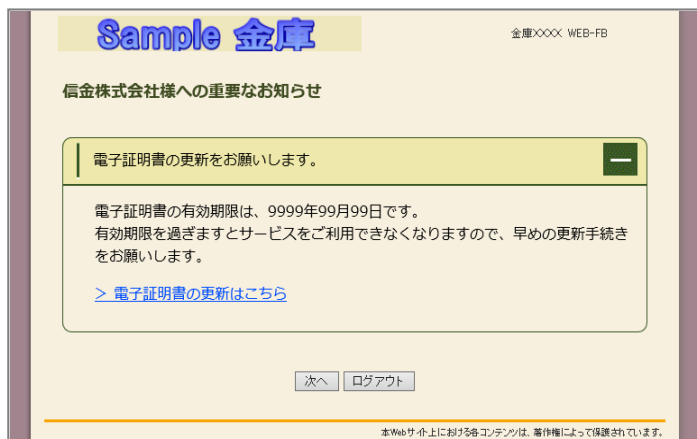 Sample 金庫
金庫XXXX WEB-FB
信金株式会社様への重要なお知らせ
電子証明書の更新をお願いします。
電子証明書の有効期限は、9999年99月99日です。
有効期限を過ぎますとサービスをご利用できなくなりますので、早めの更新手続き
をお願いします。
＞ 電子証明書の更新はこちら
次へ ログアウト
本Webサイト上における各コンテンツは、著作権によって保護されています。